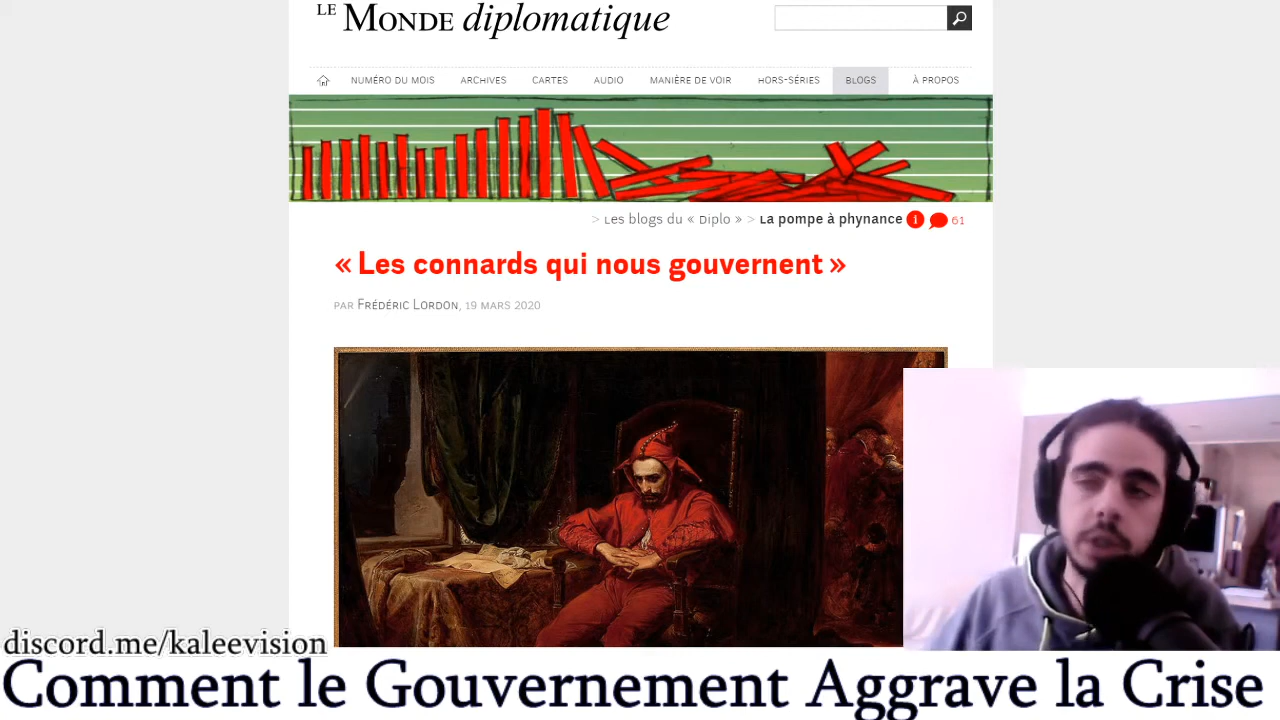 LE MONDE diplomatique
NUMÉRO DU MOIS ARCHIVES CARTES AUDIO MANIÈRE DE VOIR HORS-SÉRIES BLOGS À PROPOS
> Les blogs du « Diplo » > La pompe à phynance i 61
« Les connards qui nous gouvernent »
PAR FRÉDÉRIC LORDON, 19 MARS 2020
discord.me/kaleevision
Comment le Gouvernement Aggrave la Crise